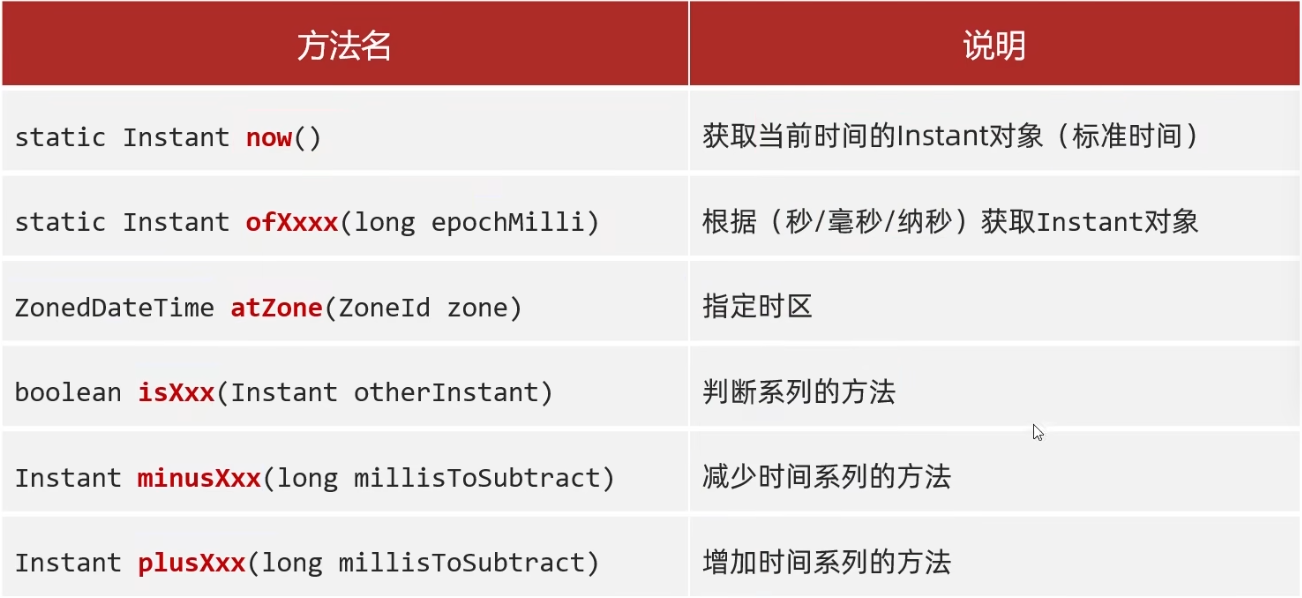 方法名 说明
static Instant now() 获取当前时间的Instant对象（标准时间）
static Instant ofXxxx(long epochMilli) 根据（秒/毫秒/纳秒）获取Instant对象
ZonedDateTime atZone(ZoneId zone) 指定时区
boolean isXxx(Instant otherInstant) 判断系列的方法
Instant minusXxx(long millisToSubtract) 减少时间系列的方法
Instant plusXxx(long millisToSubtract) 增加时间系列的方法